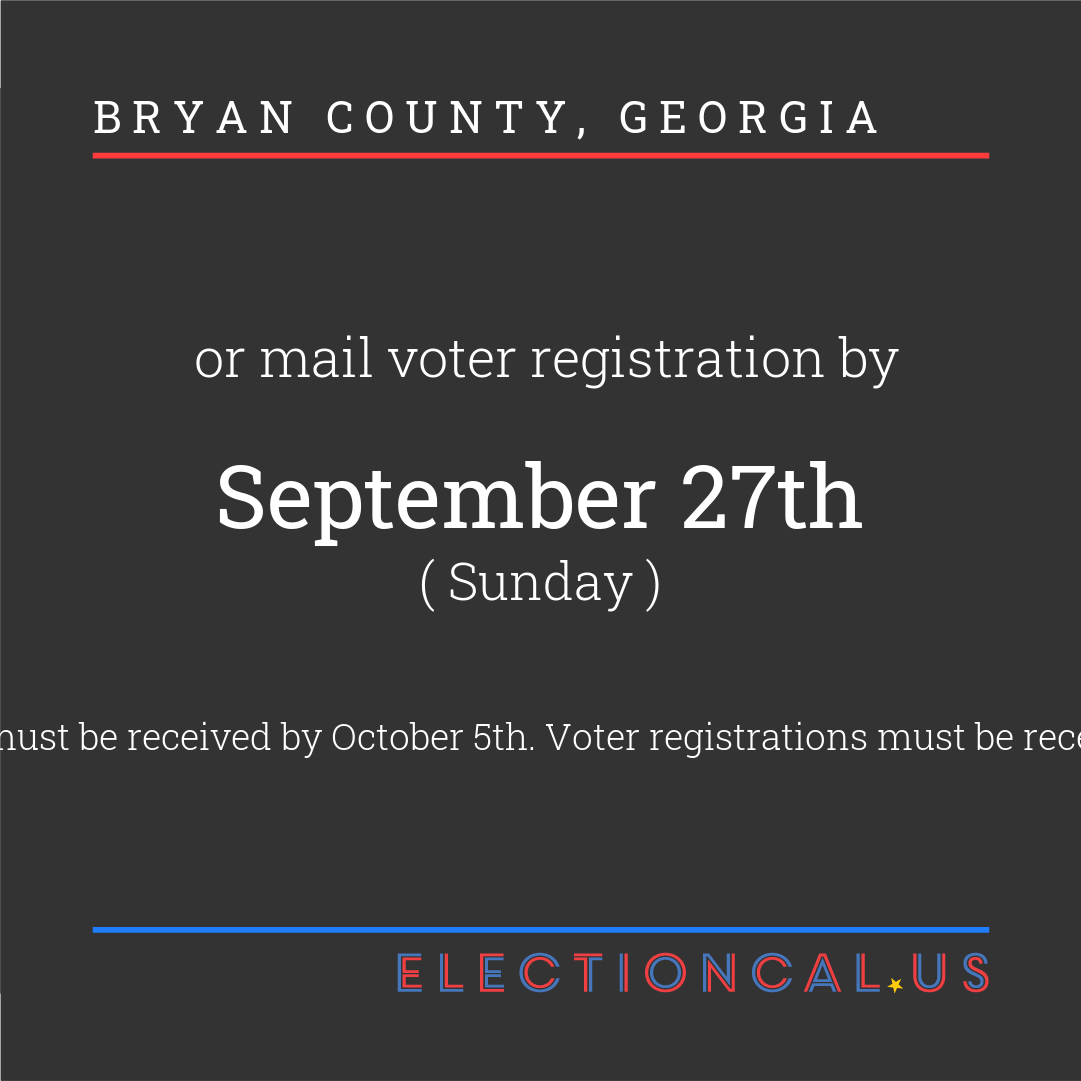 BRYAN COUNTY, GEORGIA
or mail voter registration by
September 27th
( Sunday )
must be received by October 5th. Voter registrations must be
ELECTIONCAL.US